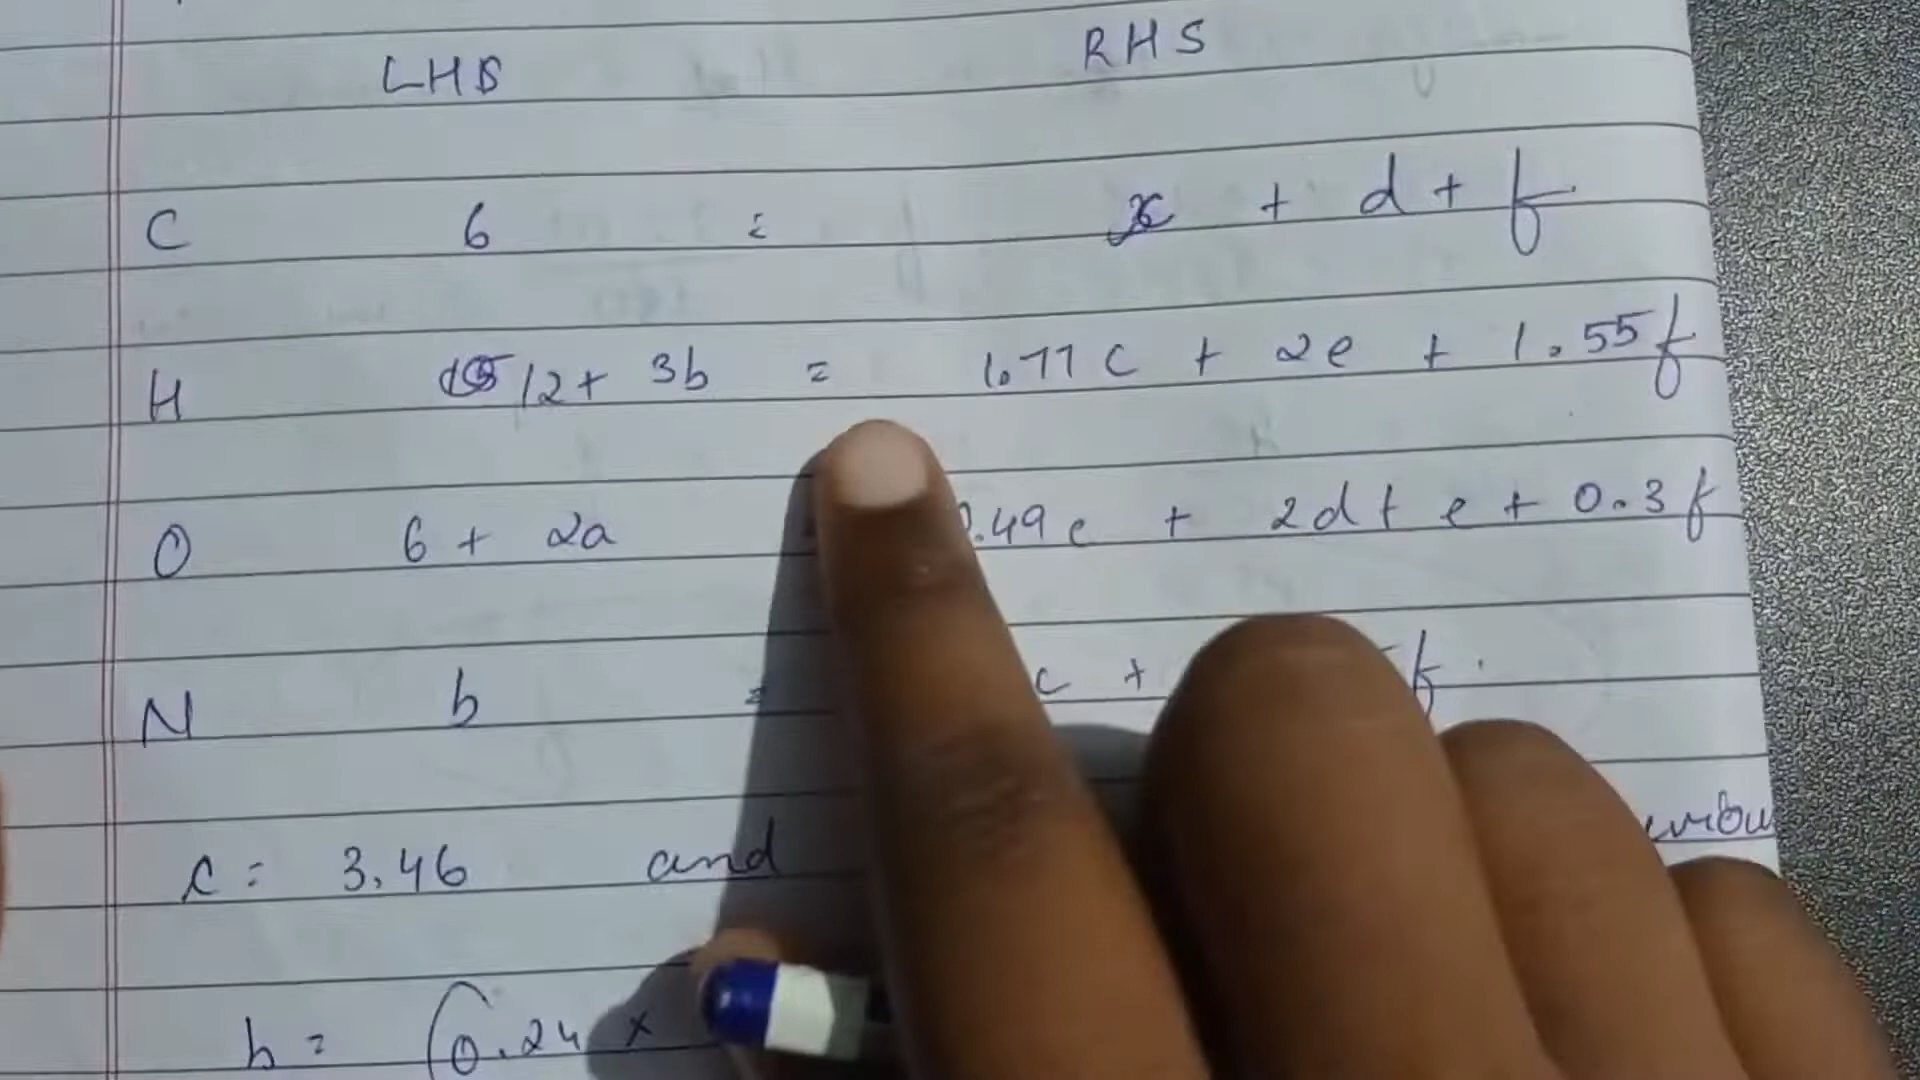 LHS RHS
C 6 = x + d + f
H 12 + 3b = 1.77 c + 2e + 1.55 f
O 6 + 2a .49 c + 2d + e + 0.3 f
N b = c + f
c = 3.46 and
b = (0.24 ×